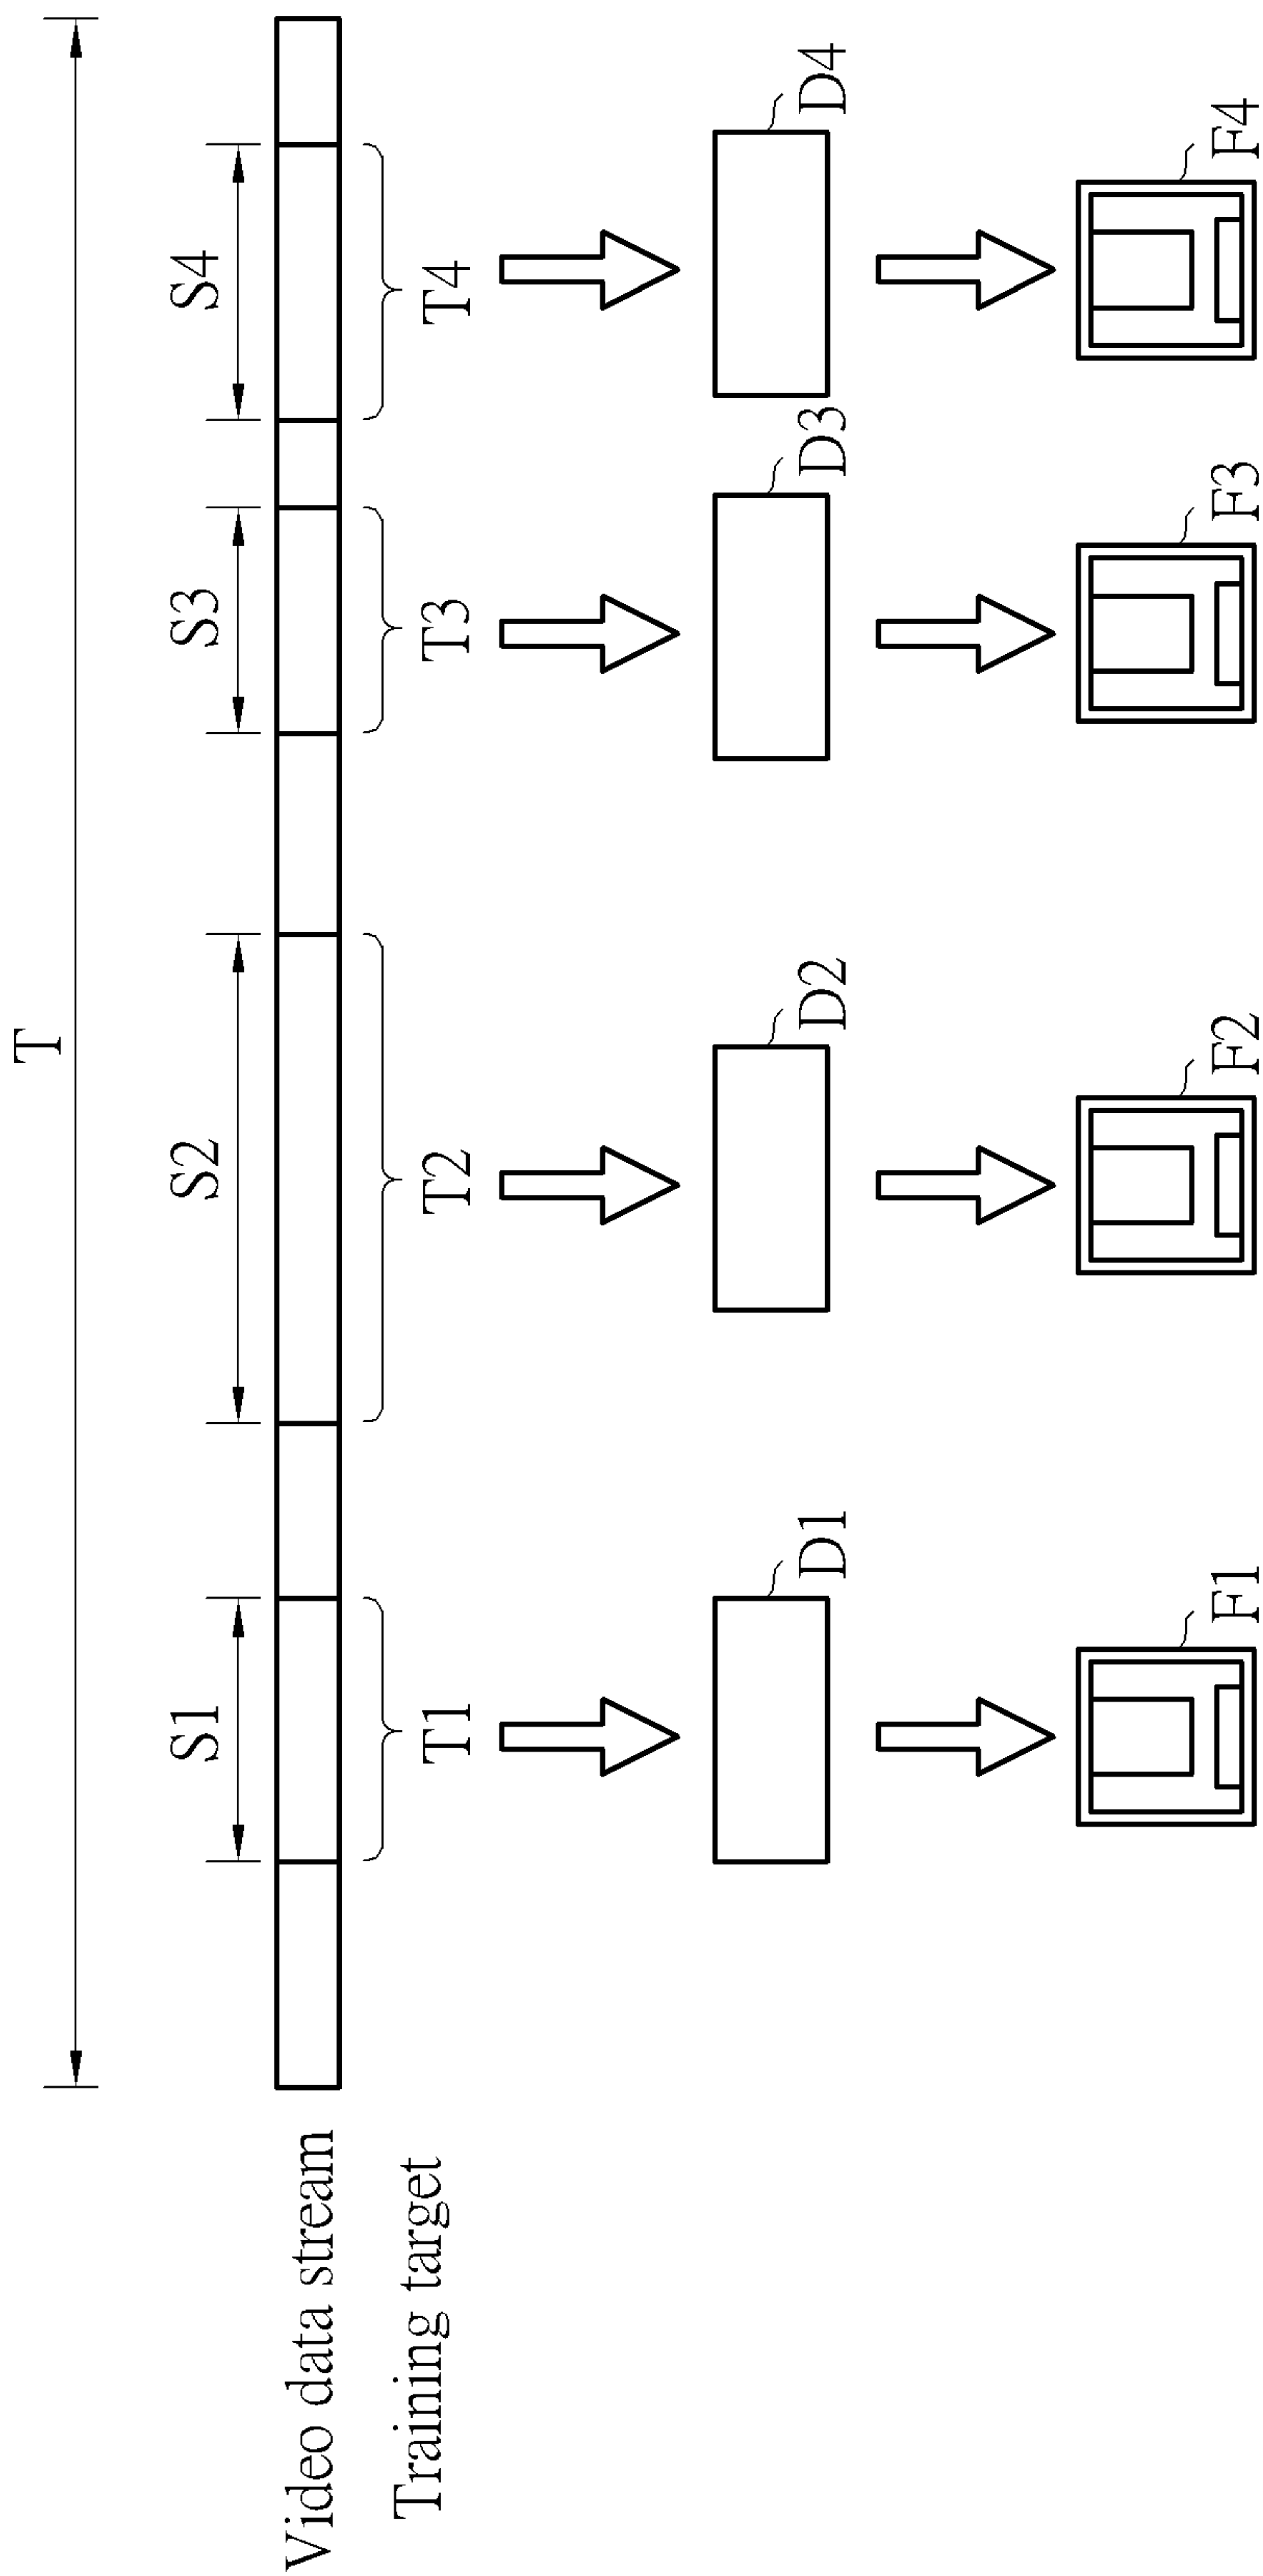 T
S1 S2 S3 S4
Video data stream
Training target T1 T2 T3 T4
D1 D2 D3 D4
F1 F2 F3 F4